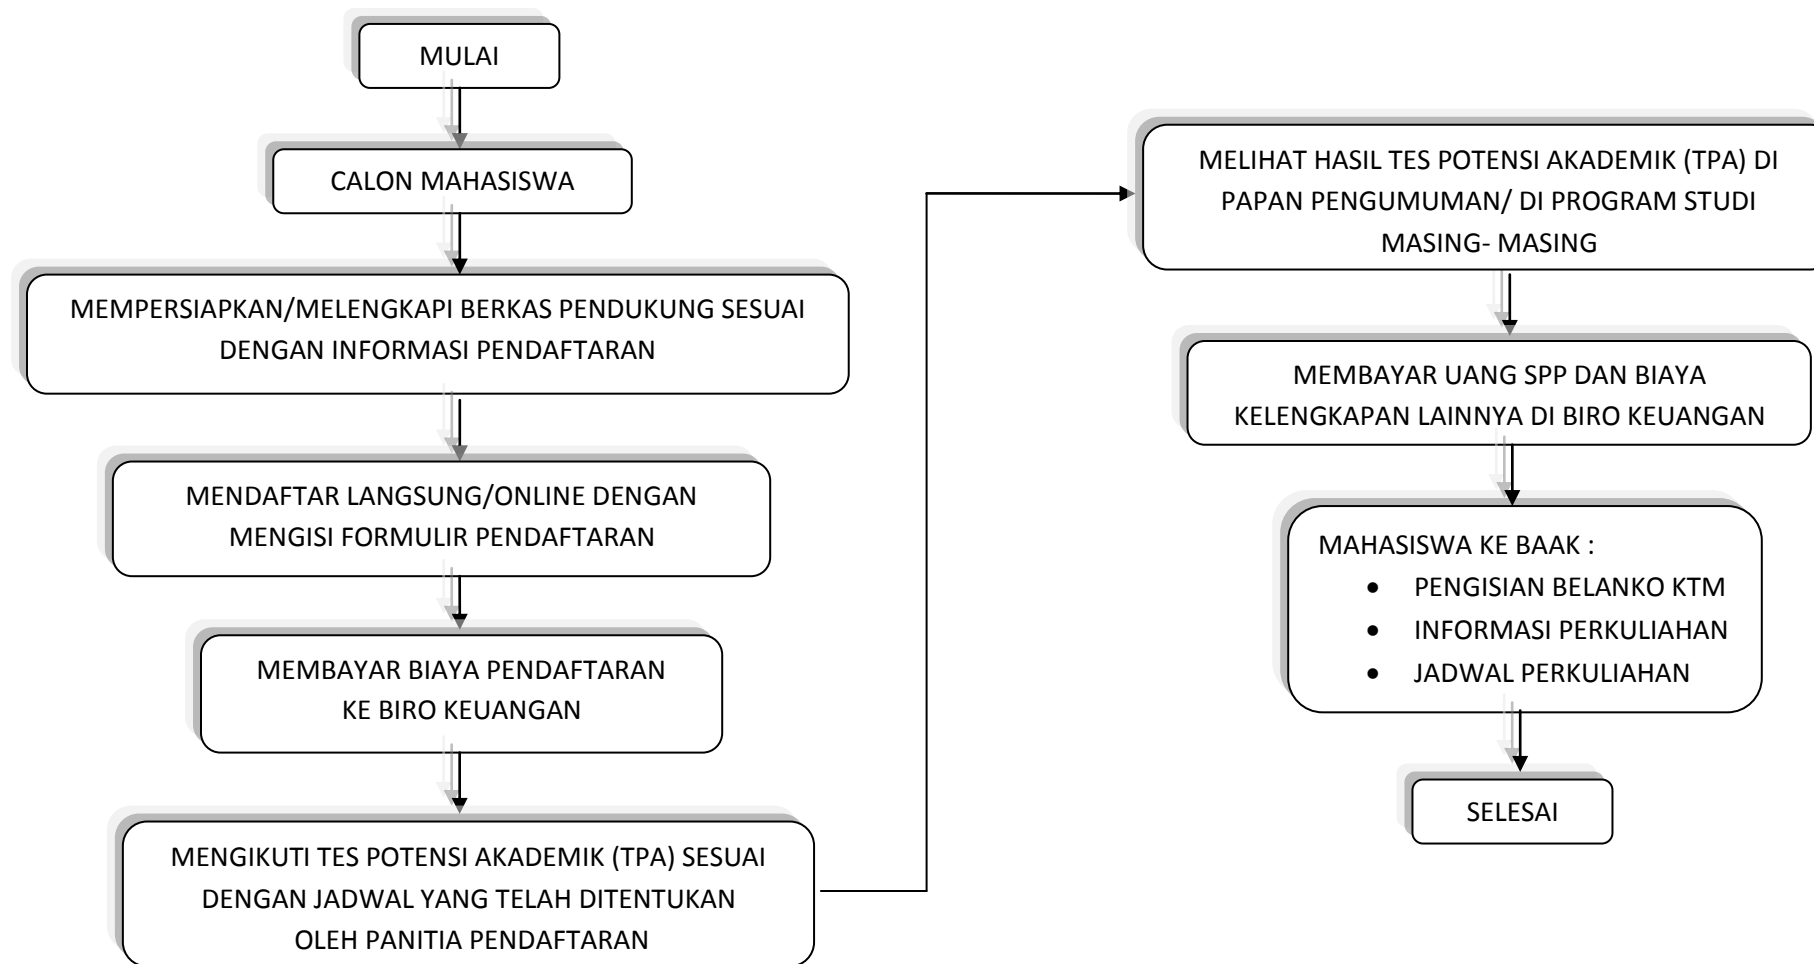 MULAI
CALON MAHASISWA
MEMPERSIAPKAN/MELENGKAPI BERKAS PENDUKUNG SESUAI
DENGAN INFORMASI PENDAFTARAN
MENDAFTAR LANGSUNG/ONLINE DENGAN
MENGISI FORMULIR PENDAFTARAN
MEMBAYAR BIAYA PENDAFTARAN
KE BIRO KEUANGAN
MENGIKUTI TES POTENSI AKADEMIK (TPA) SESUAI
DENGAN JADWAL YANG TELAH DITENTUKAN
OLEH PANITIA PENDAFTARAN
MELIHAT HASIL TES POTENSI AKADEMIK (TPA) DI
PAPAN PENGUMUMAN/ DI PROGRAM STUDI
MASING- MASING
MEMBAYAR UANG SPP DAN BIAYA
KELENGKAPAN LAINNYA DI BIRO KEUANGAN
MAHASISWA KE BAAK :
• PENGISIAN BELANKO KTM
• INFORMASI PERKULIAHAN
• JADWAL PERKULIAHAN
SELESAI